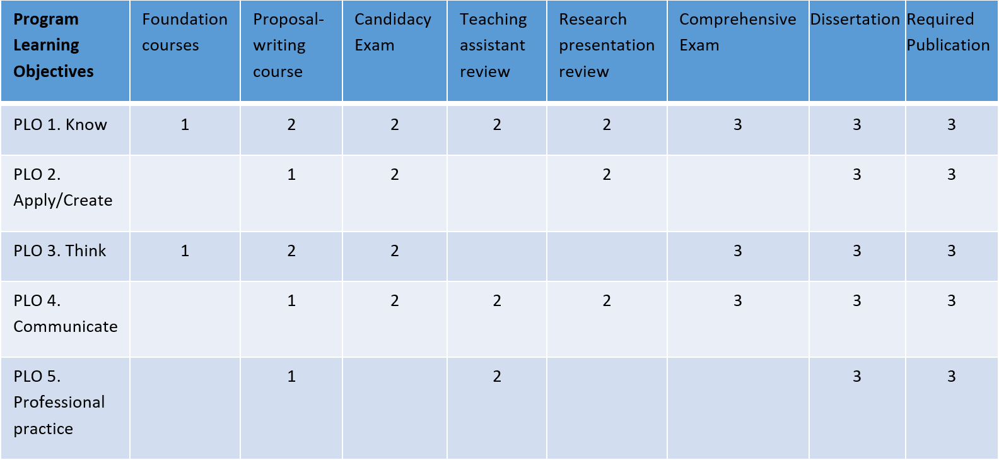 Program Learning Objectives	Foundation courses	Proposal-writing course	Candidacy Exam	Teaching assistant review	Research presentation review	Comprehensive Exam	Dissertation	Required Publication
PLO 1. Know	1	2	2	2	2	3	3	3
PLO 2. Apply/Create		1	2		2		3	3
PLO 3. Think	1	2	2			3	3	3
PLO 4. Communicate		1	2	2	2	3	3	3
PLO 5. Professional practice		1		2			3	3